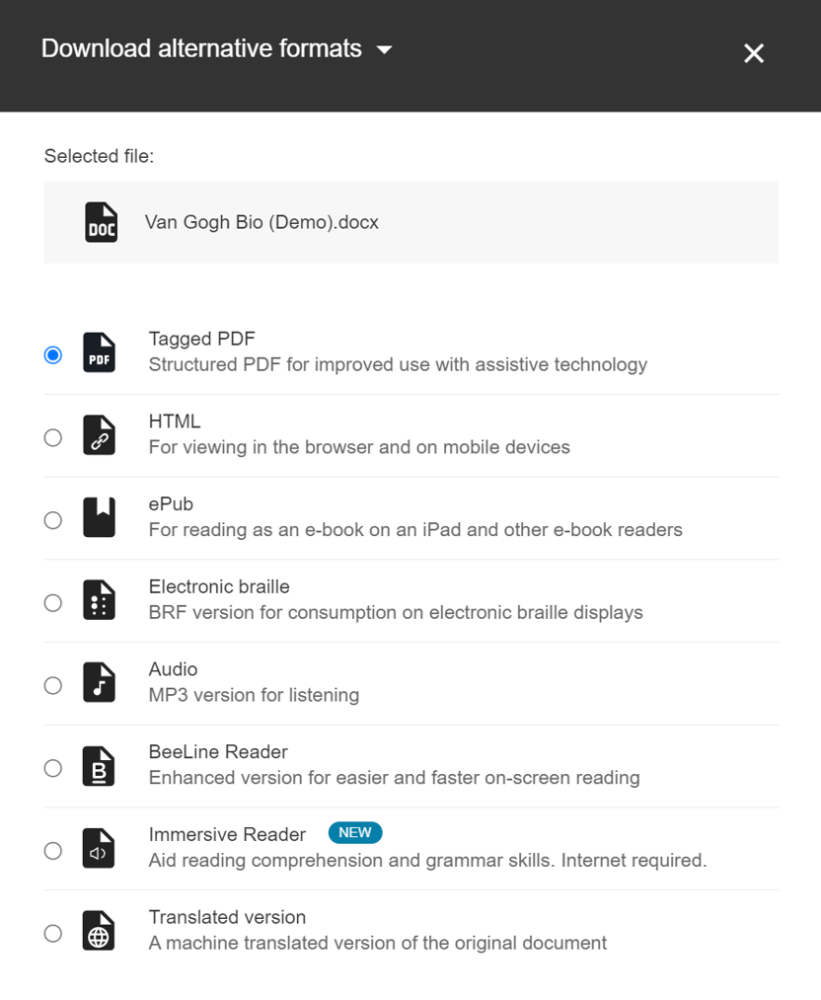 Download alternative formats
Selected file:
DOC
Van Gogh Bio (Demo).docx
Tagged PDF
PDF
Structured PDF for improved use with assistive technology
HTML
For viewing in the browser and on mobile devices
ePub
For reading as an e-book on an iPad and other e-book readers
Electronic braille
BRF version for consumption on electronic braille displays
Audio
MP3 version for listening
BeeLine Reader
B
Enhanced version for easier and faster on-screen reading
Immersive Reader NEW
Aid reading comprehension and grammar skills. Internet required.
Translated version
A machine translated version of the original document